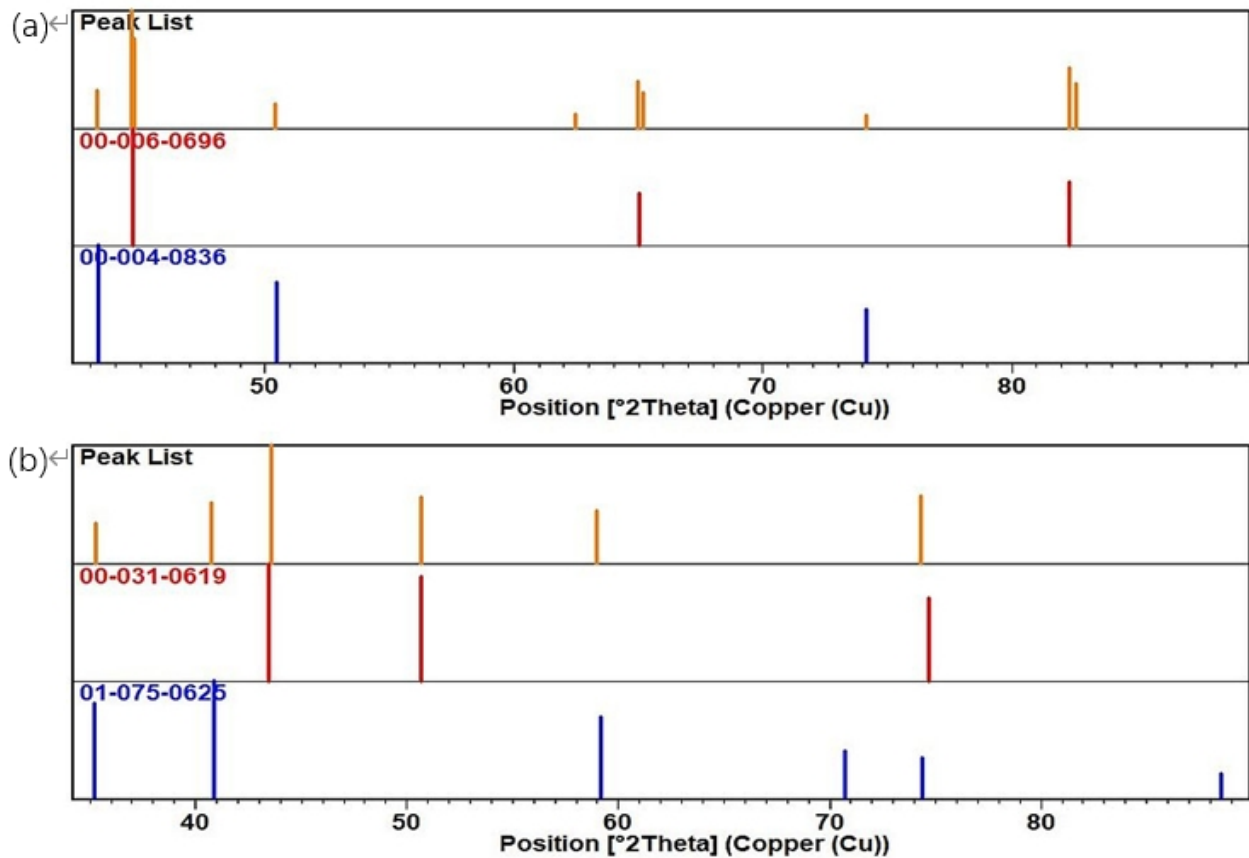 (a)↵ Peak List
00-006-0696
00-004-0836
50 60 70 80
Position [°2Theta] (Copper (Cu))
(b)↵ Peak List
00-031-0619
01-075-0625
40 50 60 70 80
Position [°2Theta] (Copper (Cu))